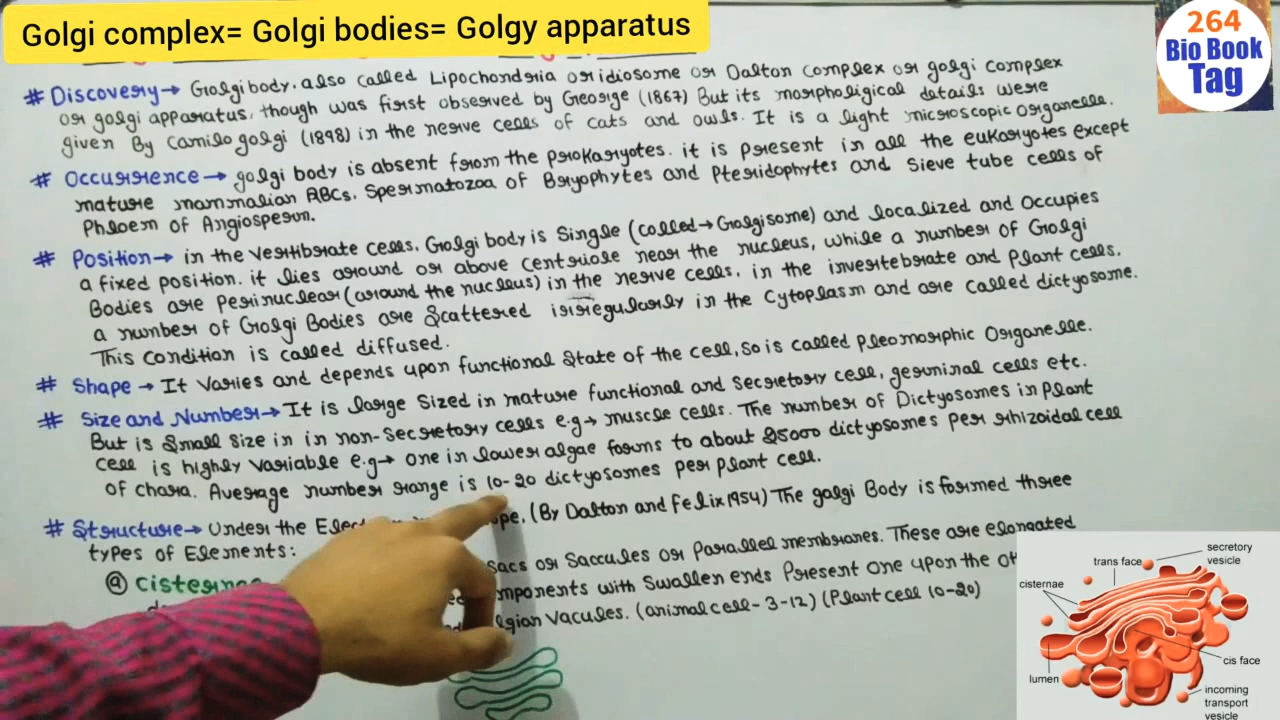 Golgi complex= Golgi bodies= Golgy apparatus
264
Bio Book
Tag
# Discovery→ Golgi body. also called Lipochondria or idiosome or Dalton complex or golgi complex
or golgi apparatus. though was first observed by George (1867) But its morpholigical details were
given By Camilo golgi (1898) in the nerve cells of cats and owls. It is a light microscopic organelle.
# Occurrence → golgi body is absent from the prokaryotes. it is present in all the eukaryotes except
mature mammalian RBCs. Spermatozoa of Bryophytes and Pteridophytes and Sieve tube cells of
Phloem of Angiosperm.
# Position→ in the Vertibrate cells. Golgi body is Single (called→Golgisome) and localized and Occupies
a fixed position. it lies around or above centriole near the nucleus, while a number of Golgi
Bodies are Perinuclear (around the nucleus) in the nerve cells. in the invertebrate and Plant cells.
a number of Golgi Bodies are Scattered irregularly in the Cytoplasm and are called dictyosome.
This Condition is called diffused.
# Shape → It Varies and depends upon functional State of the cell, So is called Pleomorphic Organelle.
# Size and Number→ It is large Sized in mature functional and Secretory cell, germinal cells etc.
But is Small Size in in non-Secretory cells e.g→ muscle cells. The number of Dictyosomes in Plant
cell is highly variable e.g→ one in lower algae forms to about 25000 dictyosomes Per rhizoidal cell
of chara. Average number range is 10-20 dictyosomes per plant cell.
# Structure→ Under the (By Dalton and Felix 1954) The golgi Body is formed three
types of Elements:
ⓐ Sacs or Saccules or Parallel membranes. These are elongated
with Swollen ends Present one upon the
Vacules. (animal cell- 3-12) (Plant cell 10-20)
secretory
vesicle
trans face
cisternae
cis face
lumen
incoming
transport
vesicle